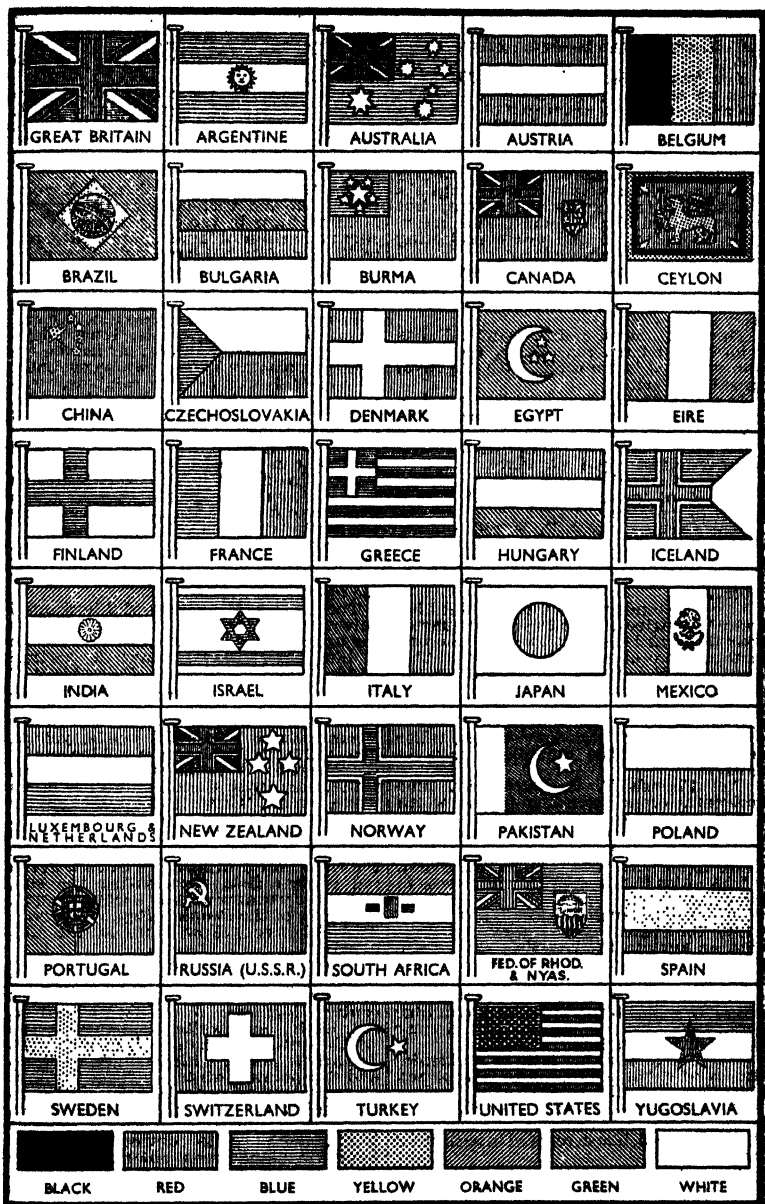 GREAT BRITAIN
ARGENTINE
AUSTRALIA
AUSTRIA
BELGIUM
BRAZIL
BULGARIA
BURMA
CANADA
CEYLON
CHINA
CZECHOSLOVAKIA
DENMARK
EGYPT
EIRE
FINLAND
FRANCE
GREECE
HUNGARY
ICELAND
INDIA
ISRAEL
ITALY
JAPAN
MEXICO
LUXEMBOURG &
NETHERLANDS
NEW ZEALAND
NORWAY
PAKISTAN
POLAND
PORTUGAL
RUSSIA (U.S.S.R.)
SOUTH AFRICA
FED. OF RHOD.
& NYAS.
SPAIN
SWEDEN
SWITZERLAND
TURKEY
UNITED STATES
YUGOSLAVIA
BLACK
RED
BLUE
YELLOW
ORANGE
GREEN
WHITE